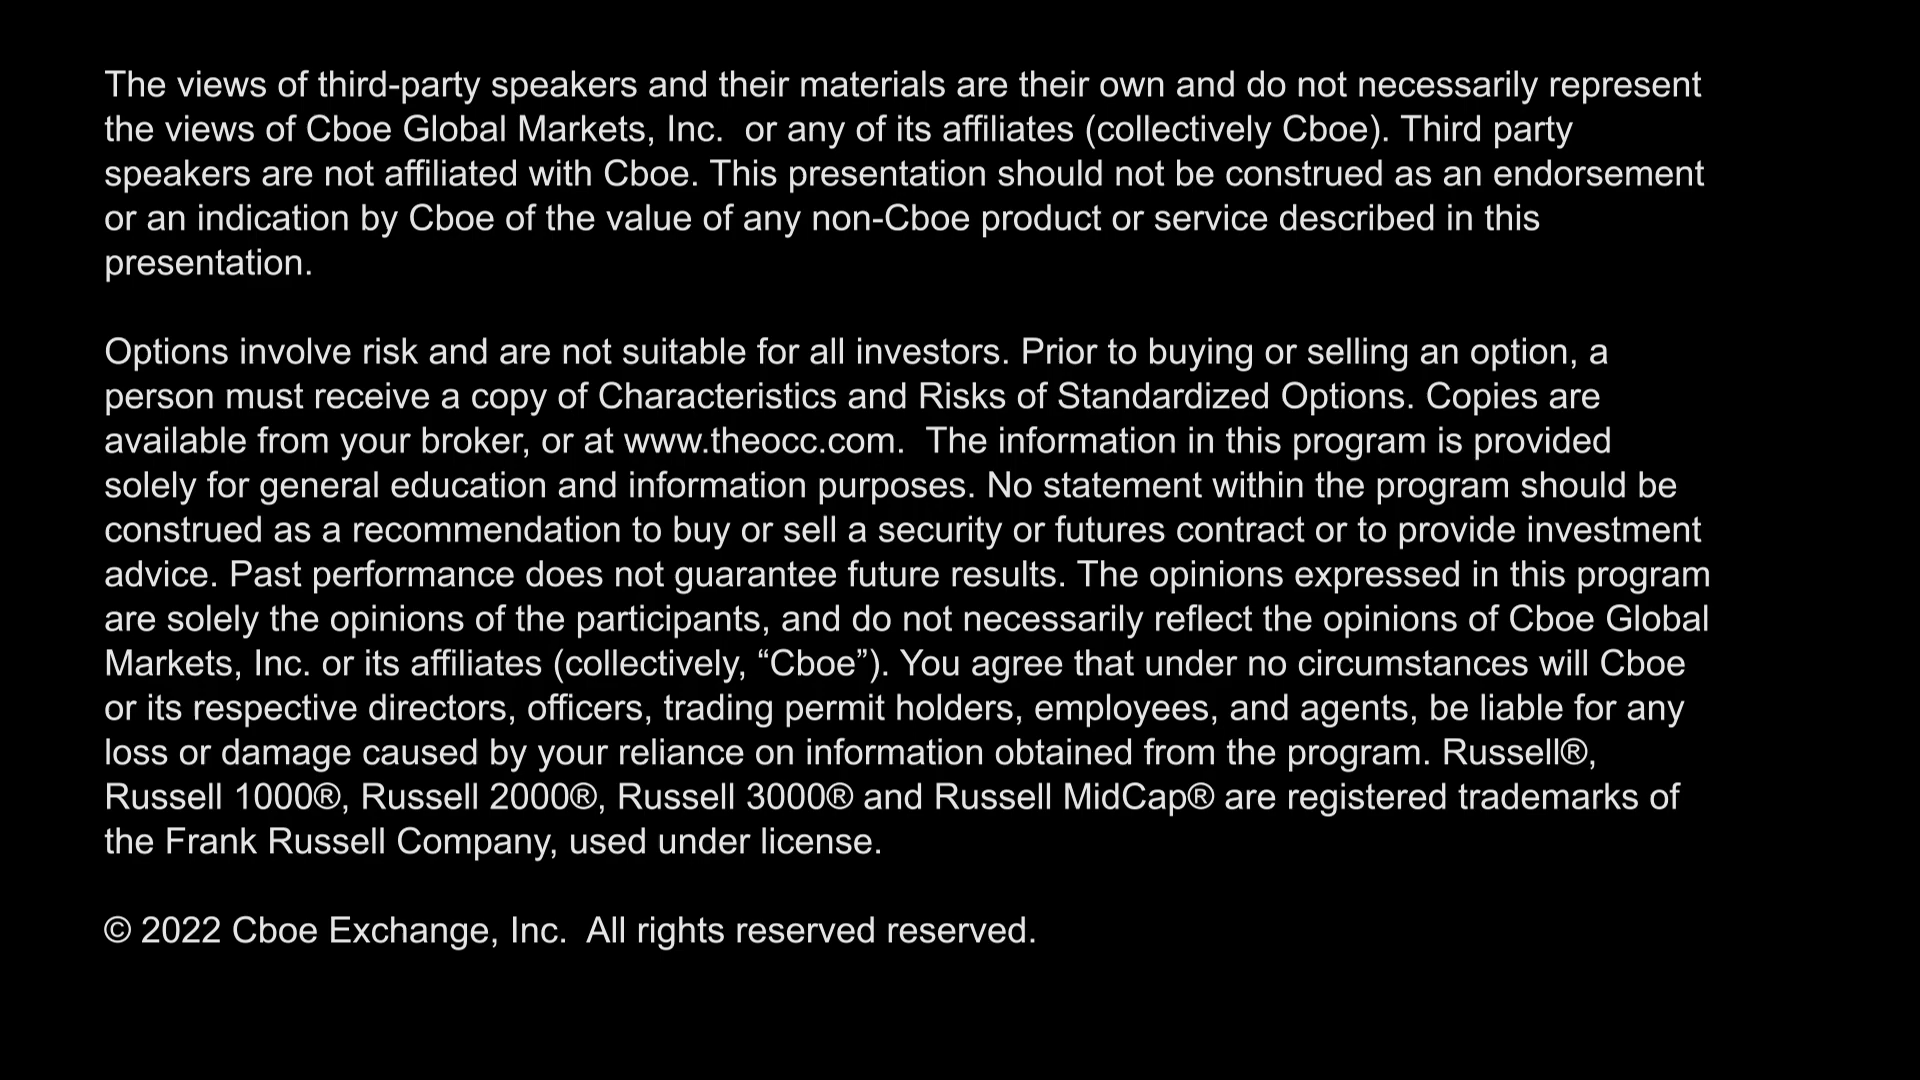 The views of third-party speakers and their materials are their own and do not necessarily represent
the views of Cboe Global Markets, Inc.  or any of its affiliates (collectively Cboe). Third party
speakers are not affiliated with Cboe. This presentation should not be construed as an endorsement
or an indication by Cboe of the value of any non-Cboe product or service described in this
presentation.
Options involve risk and are not suitable for all investors. Prior to buying or selling an option, a
person must receive a copy of Characteristics and Risks of Standardized Options. Copies are
available from your broker, or at www.theocc.com.  The information in this program is provided
solely for general education and information purposes. No statement within the program should be
construed as a recommendation to buy or sell a security or futures contract or to provide investment
advice. Past performance does not guarantee future results. The opinions expressed in this program
are solely the opinions of the participants, and do not necessarily reflect the opinions of Cboe Global
Markets, Inc. or its affiliates (collectively, “Cboe”). You agree that under no circumstances will Cboe
or its respective directors, officers, trading permit holders, employees, and agents, be liable for any
loss or damage caused by your reliance on information obtained from the program. Russell®,
Russell 1000®, Russell 2000®, Russell 3000® and Russell MidCap® are registered trademarks of
the Frank Russell Company, used under license.
© 2022 Cboe Exchange, Inc.  All rights reserved reserved.